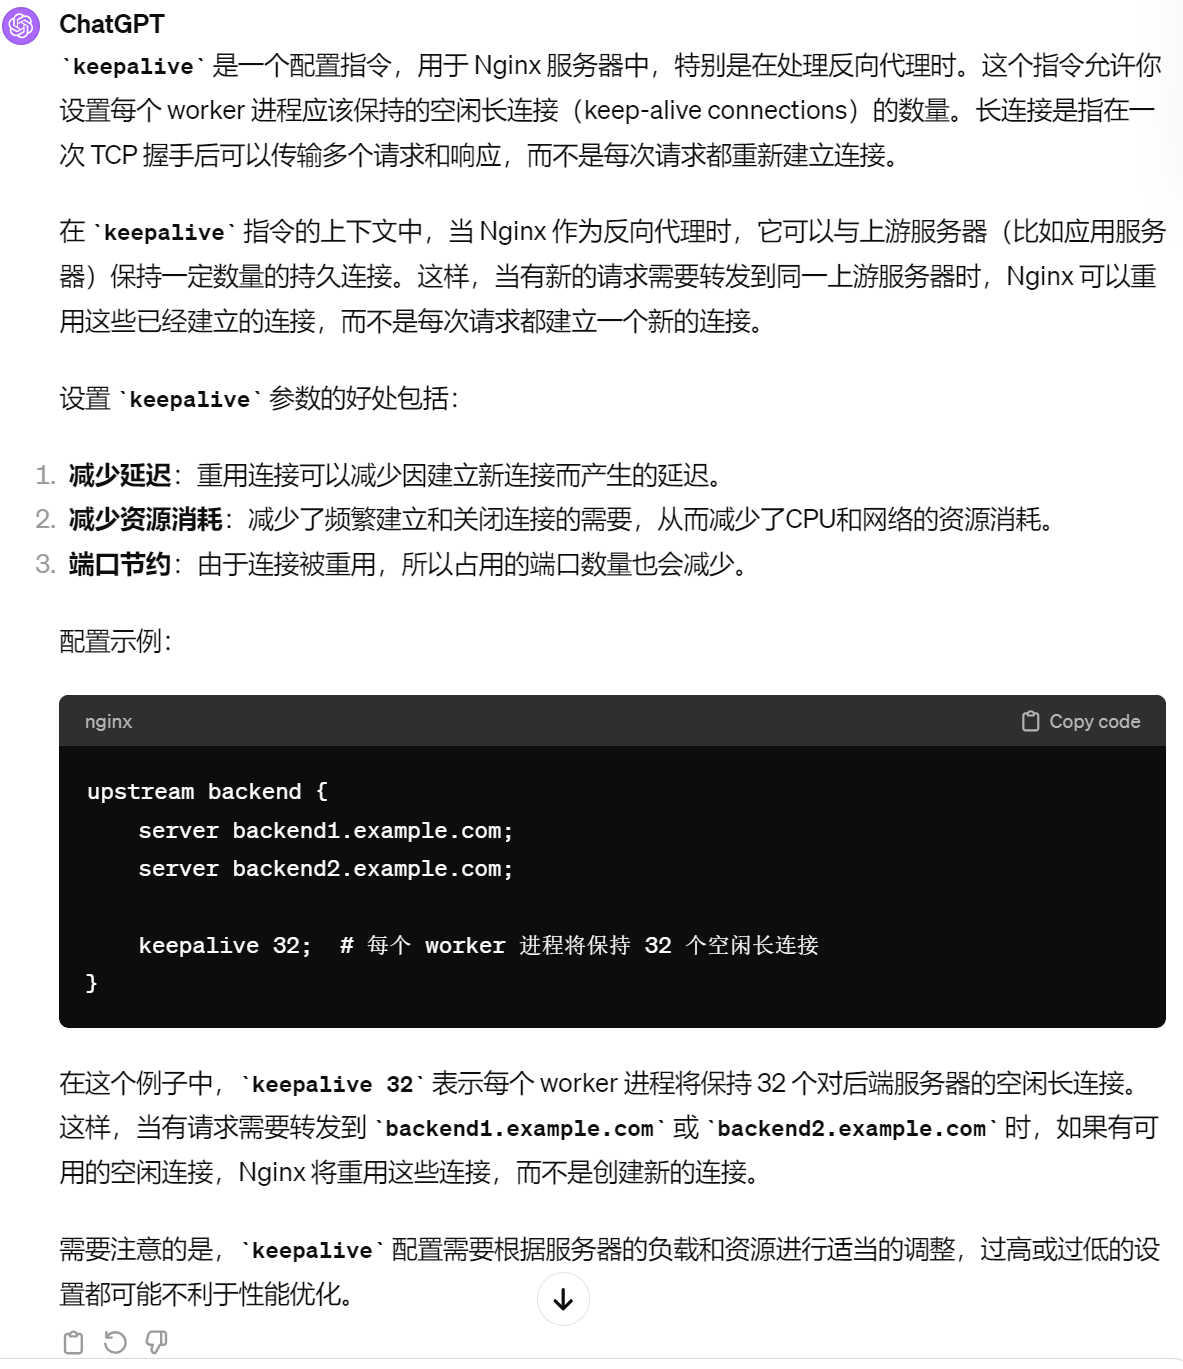 ChatGPT
`keepalive` 是一个配置指令，用于 Nginx 服务器中，特别是在处理反向代理时。这个指令允许你
设置每个 worker 进程应该保持的空闲长连接（keep-alive connections）的数量。长连接是指在一
次 TCP 握手后可以传输多个请求和响应，而不是每次请求都重新建立连接。
在 `keepalive` 指令的上下文中，当 Nginx 作为反向代理时，它可以与上游服务器（比如应用服务
器）保持一定数量的持久连接。这样，当有新的请求需要转发到同一上游服务器时，Nginx 可以重
用这些已经建立的连接，而不是每次请求都建立一个新的连接。
设置 `keepalive` 参数的好处包括：
1. 减少延迟：重用连接可以减少因建立新连接而产生的延迟。
2. 减少资源消耗：减少了频繁建立和关闭连接的需要，从而减少了CPU和网络的资源消耗。
3. 端口节约：由于连接被重用，所以占用的端口数量也会减少。
配置示例：
nginx Copy code
upstream backend {
    server backend1.example.com;
    server backend2.example.com;
    keepalive 32;  # 每个 worker 进程将保持 32 个空闲长连接
}
在这个例子中，`keepalive 32` 表示每个 worker 进程将保持 32 个对后端服务器的空闲长连接。
这样，当有请求需要转发到 `backend1.example.com` 或 `backend2.example.com` 时，如果有可
用的空闲连接，Nginx 将重用这些连接，而不是创建新的连接。
需要注意的是，`keepalive` 配置需要根据服务器的负载和资源进行适当的调整，过高或过低的设
置都可能不利于性能优化。